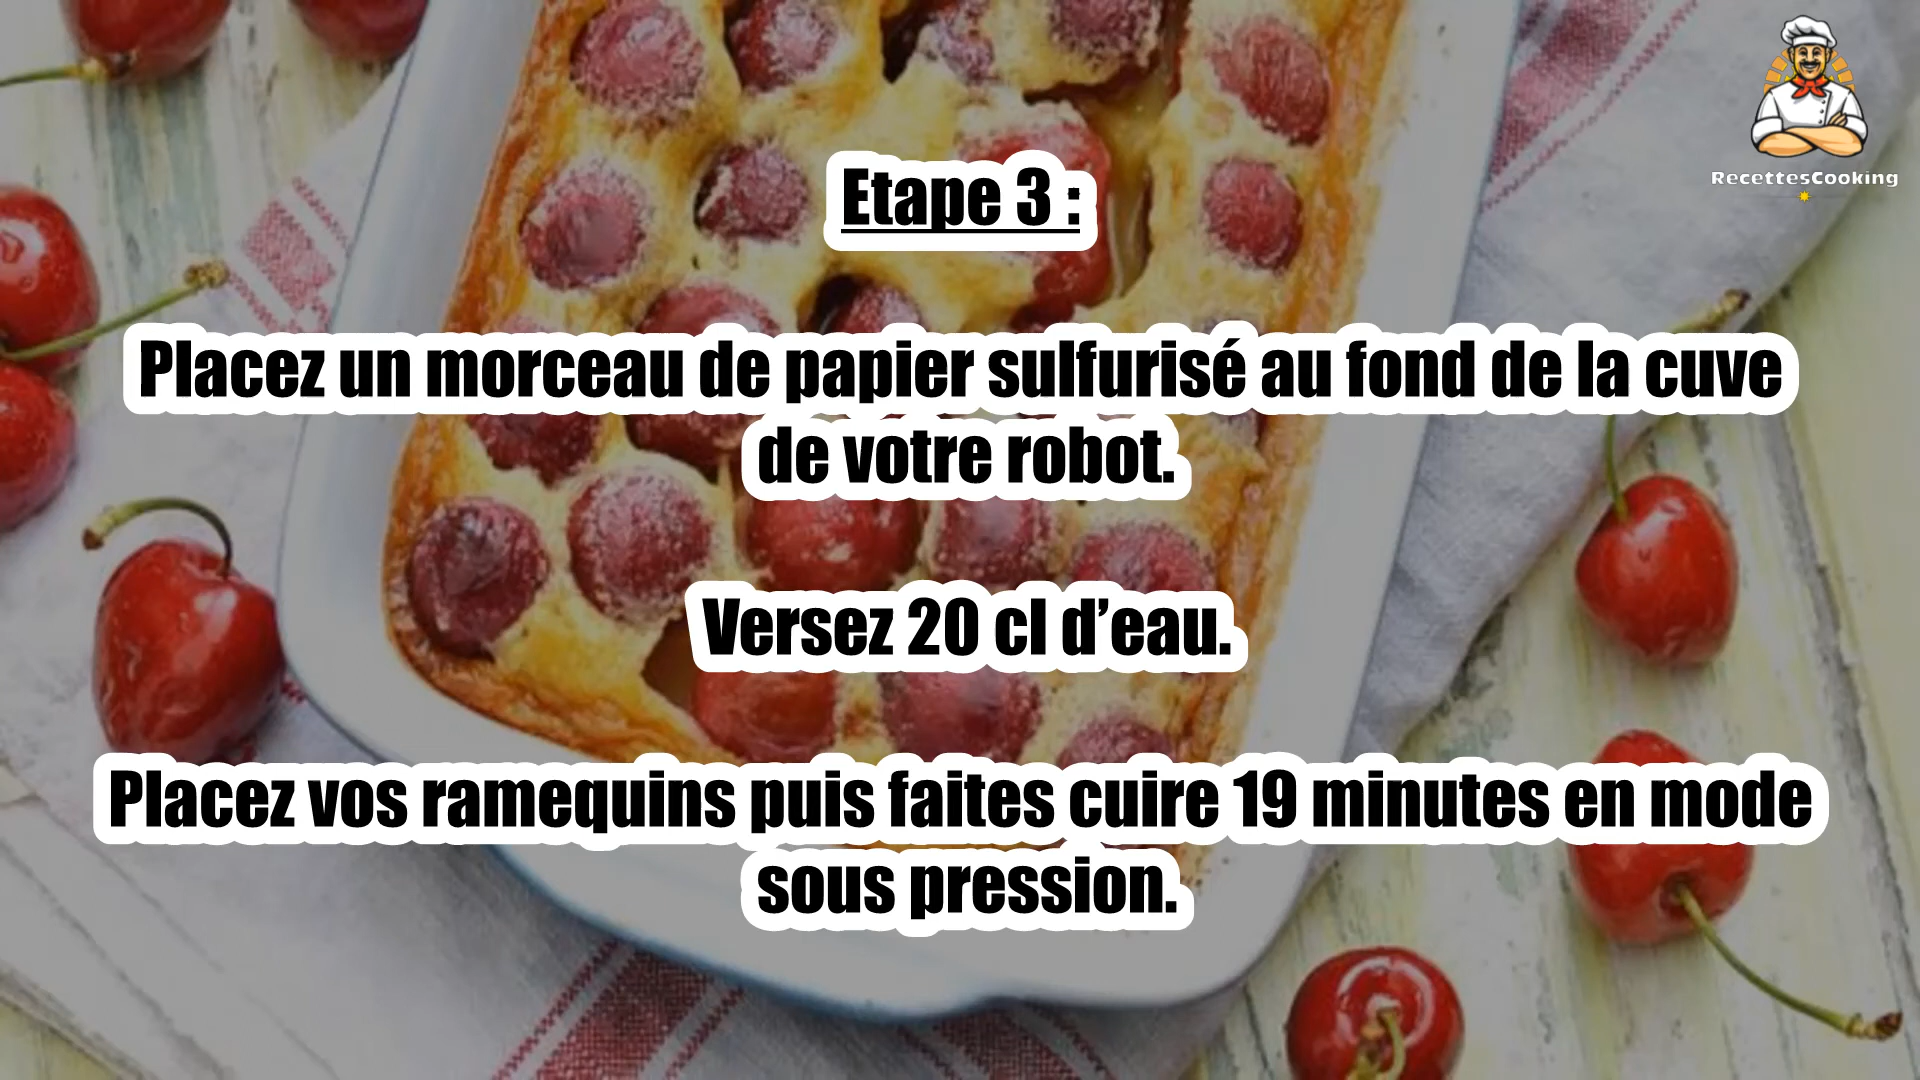 RecettesCooking
Etape 3 :
Placez un morceau de papier sulfurisé au fond de la cuve
de votre robot.
Versez 20 cl d’eau.
Placez vos ramequins puis faites cuire 19 minutes en mode
sous pression.